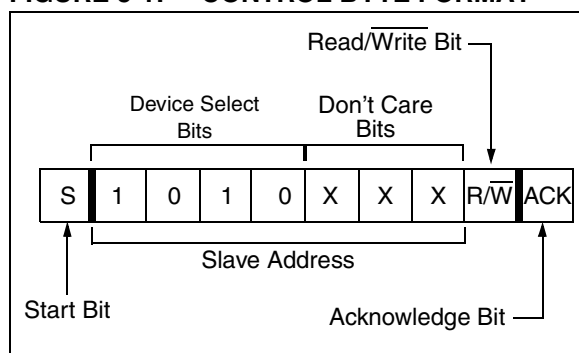 FIGURE 5-1: CONTROL BYTE FORMAT
Read/Write Bit
Device Select
Bits
Don't Care
Bits
S 1 0 1 0 X X X R/W ACK
Slave Address
Start Bit
Acknowledge Bit